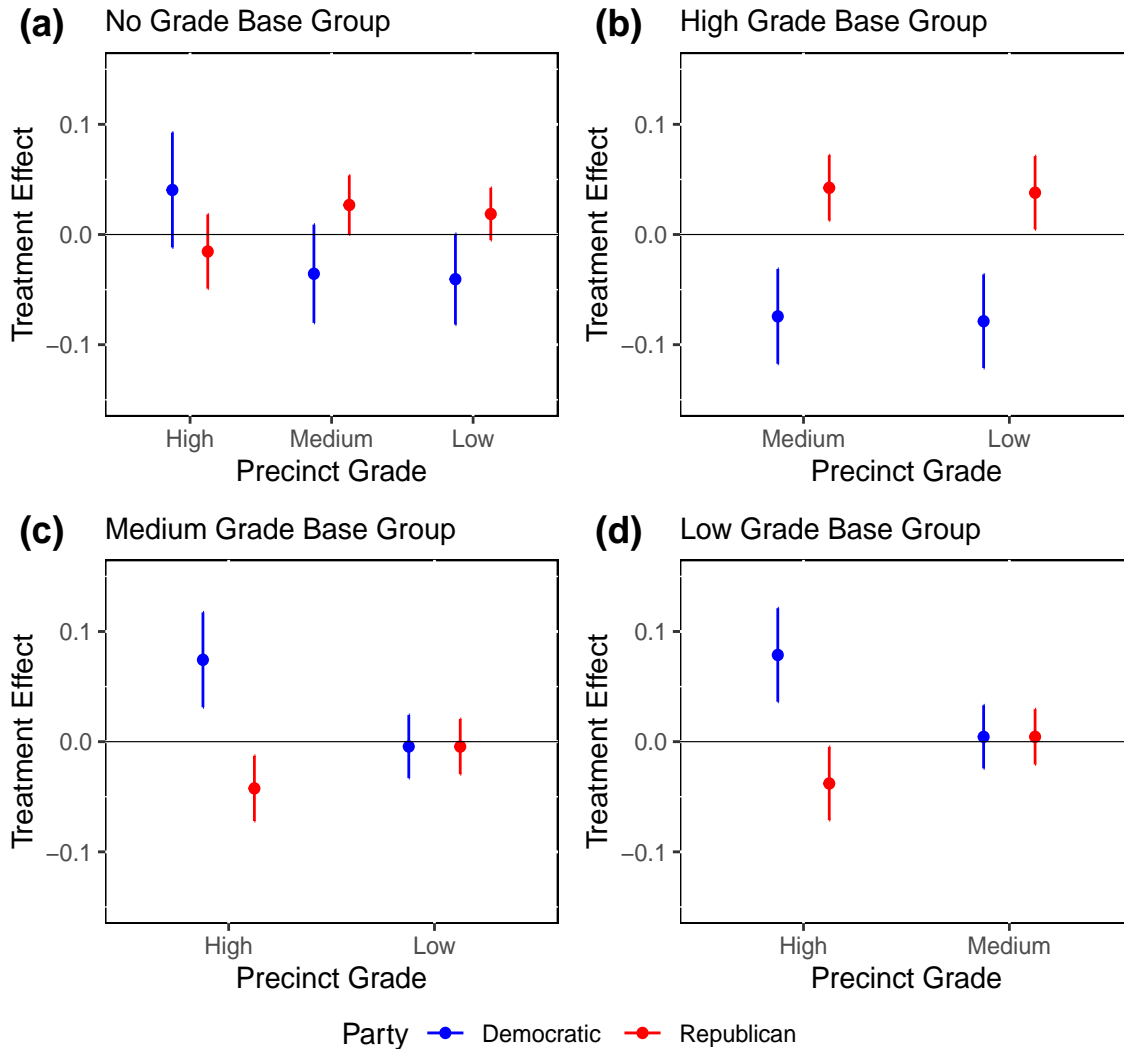 (a) No Grade Base Group
Treatment Effect
0.1
0.0
−0.1
High Medium Low
Precinct Grade
(b) High Grade Base Group
Treatment Effect
0.1
0.0
−0.1
Medium Low
Precinct Grade
(c) Medium Grade Base Group
Treatment Effect
0.1
0.0
−0.1
High Low
Precinct Grade
(d) Low Grade Base Group
Treatment Effect
0.1
0.0
−0.1
High Medium
Precinct Grade
Party Democratic Republican